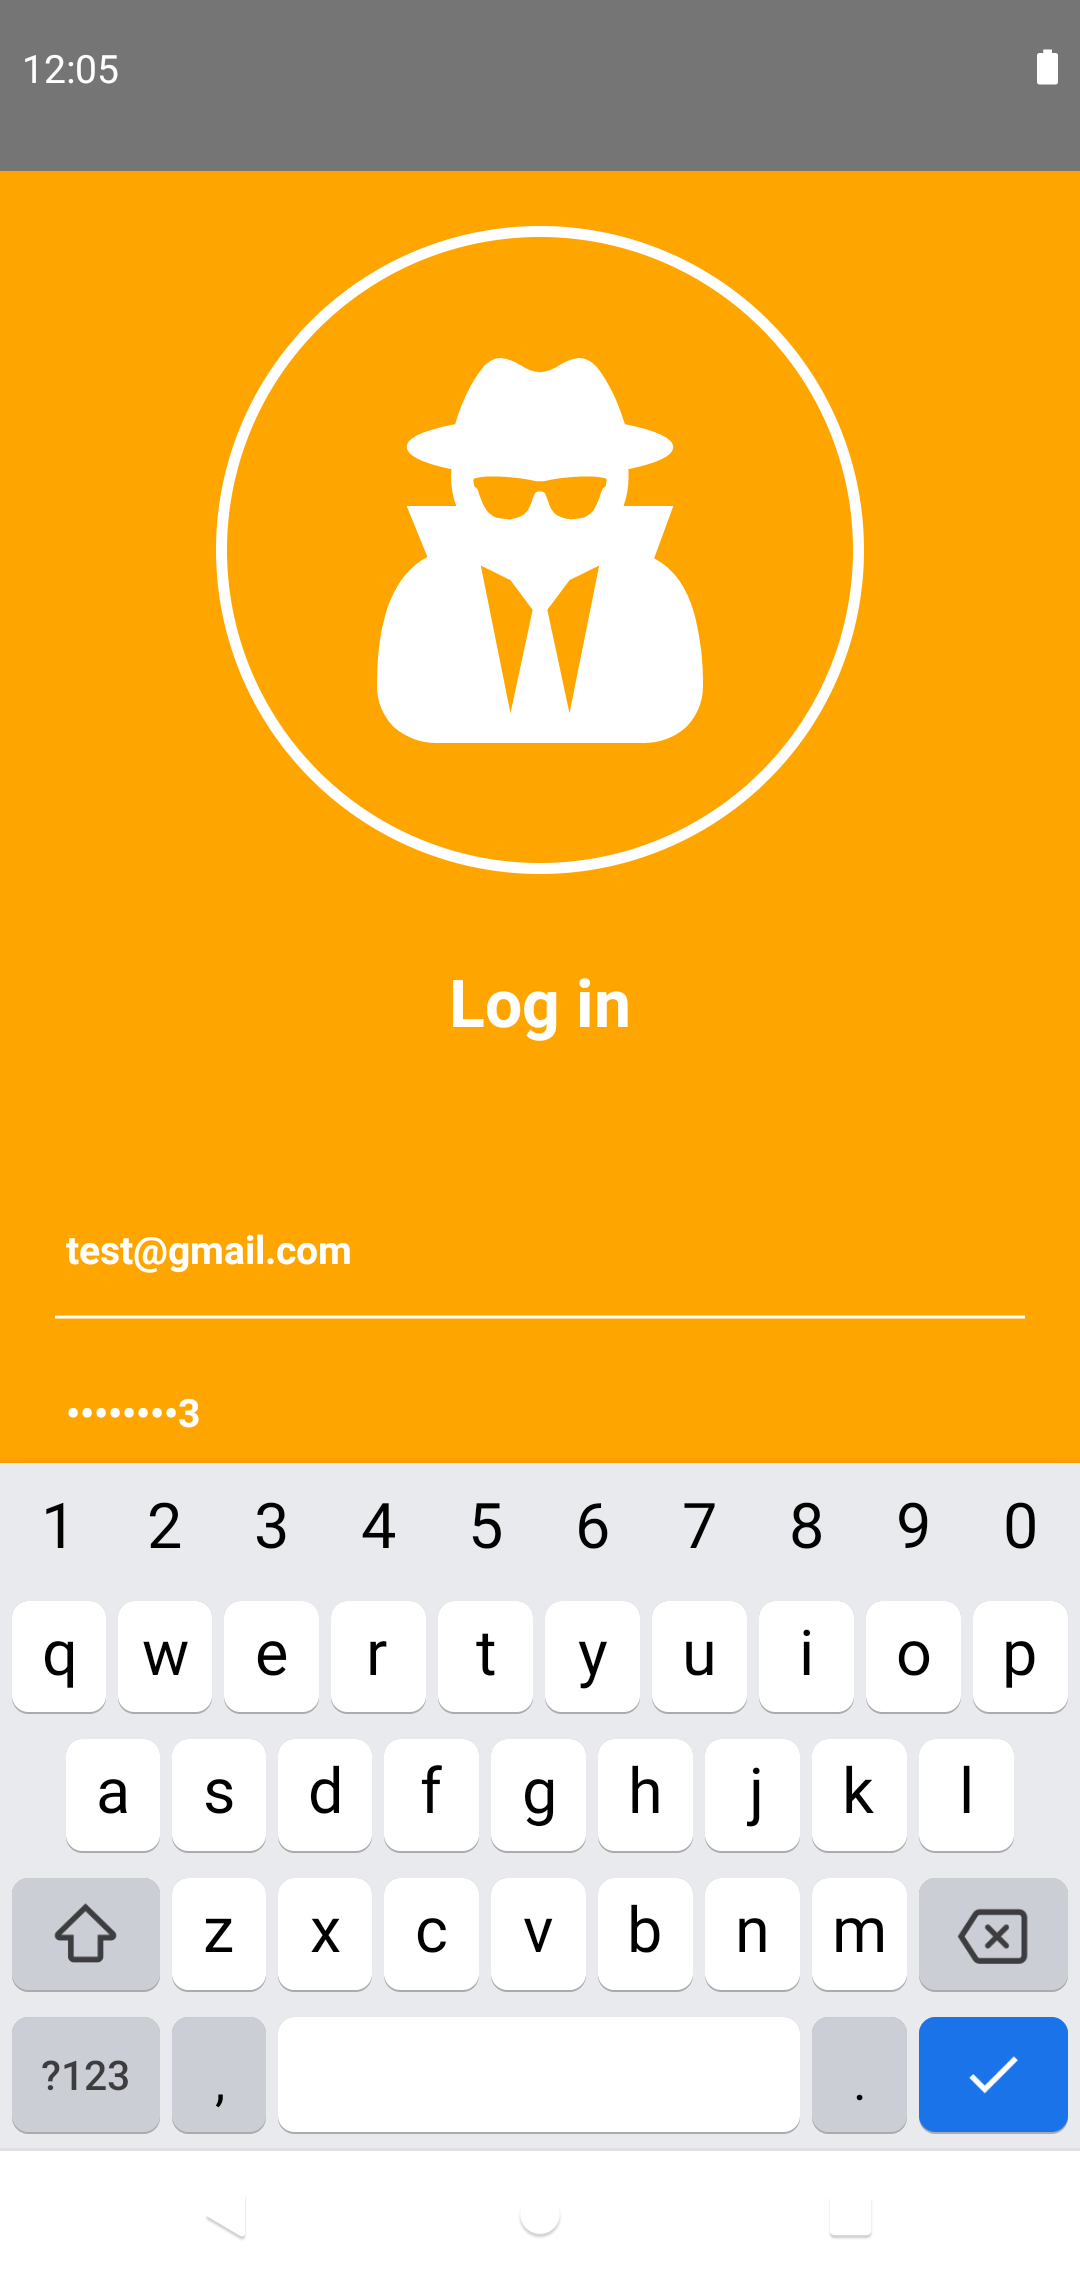 12:05
Log in
test@gmail.com
••••••••3
1 2 3 4 5 6 7 8 9 0
q w e r t y u i o p
a s d f g h j k l
z x c v b n m
?123 , .